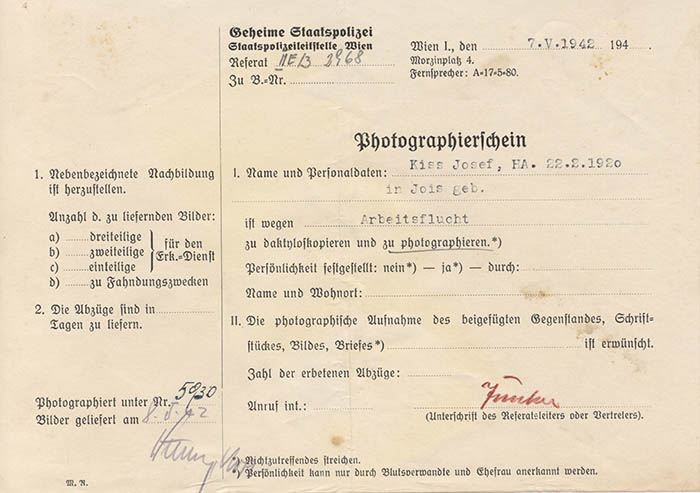 Geheime Staatspolizei
Staatspolizeileitstelle Wien
Referat II E/3 2968
Zu B.=Nr.
Wien I., den 7.V.1942 194 .
Morzinplatz 4.
Fernsprecher: A=17=5=80.
Photographierschein
1. Nebenbezeichnete Nachbildung
ist herzustellen.
Anzahl d. zu liefernden Bilder:
a) dreiteilige
b) zweiteilige
c) einteilige
für den
Erk.=Dienst
d) zu Fahndungszwecken
2. Die Abzüge sind in
Tagen zu liefern.
Photographiert unter Nr. 5930
Bilder geliefert am 8. 5. 42
M. R.
I. Name und Personaldaten: Kiss Josef, HA. 22.2.1920
in Jois geb.
ist wegen Arbeitsflucht
zu daktyloskopieren und zu photographieren.*)
Persönlichkeit festgestellt: nein*) — ja*) — durch:
Name und Wohnort:
II. Die photographische Aufnahme des beigefügten Gegenstandes, Schrift=
stückes, Bildes, Briefes*) ist erwünscht.
Zahl der erbetenen Abzüge:
Anruf int.:
(Unterschrift des Referatsleiters oder Vertreters).
*) Nichtzutreffendes streichen.
*) Persönlichkeit kann nur durch Blutsverwandte und Ehefrau anerkannt werden.